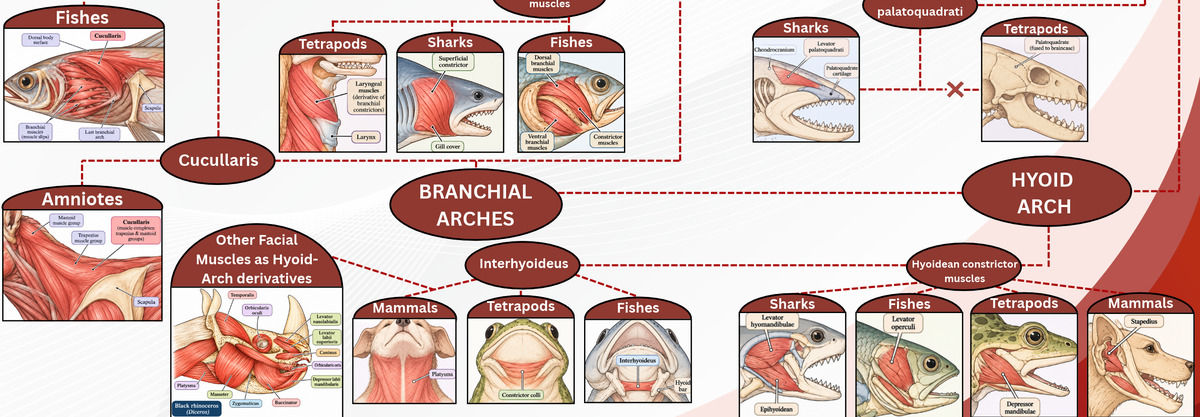 muscles
palatoquadrati
Fishes
Dorsal body
surface
Cucullaris
Scapula
Branchial
muscles
(muscle slips)
Last branchial
arch
Tetrapods
Laryngeal
muscles
(derivative of
branchial
constrictors)
Larynx
Sharks
Superficial
constrictor
Gill cover
Fishes
Dorsal
branchial
muscles
Ventral
branchial
muscles
Constrictor
muscles
Sharks
Chondrocranium
Levator
palatoquadrati
Palatoquadrate
cartilage
Tetrapods
Palatoquadrate
(fused to braincase)
Cucullaris
BRANCHIAL
ARCHES
HYOID
ARCH
Amniotes
Mastoid
muscle group
Trapezius
muscle group
Cucullaris
(muscle complexes:
trapezius & mastoid
groups)
Scapula
Other Facial
Muscles as Hyoid-
Arch derivatives
Temporalis
Orbicularis
oculi
Levator
nasolabialis
Levator
labii
superioris
Caninus
Orbicularis oris
Depressor labii
mandibularis
Platysma
Masseter
Zygomaticus
Buccinator
Black rhinoceros
(Diceros)
Interhyoideus
Mammals
Platysma
Tetrapods
Constrictor colli
Fishes
Interhyoideus
Hyoid
bar
Hyoidean constrictor
muscles
Sharks
Levator
hyomandibulae
Epihyoidean
Fishes
Levator
operculi
Tetrapods
Depressor
mandibulae
Mammals
Stapedius